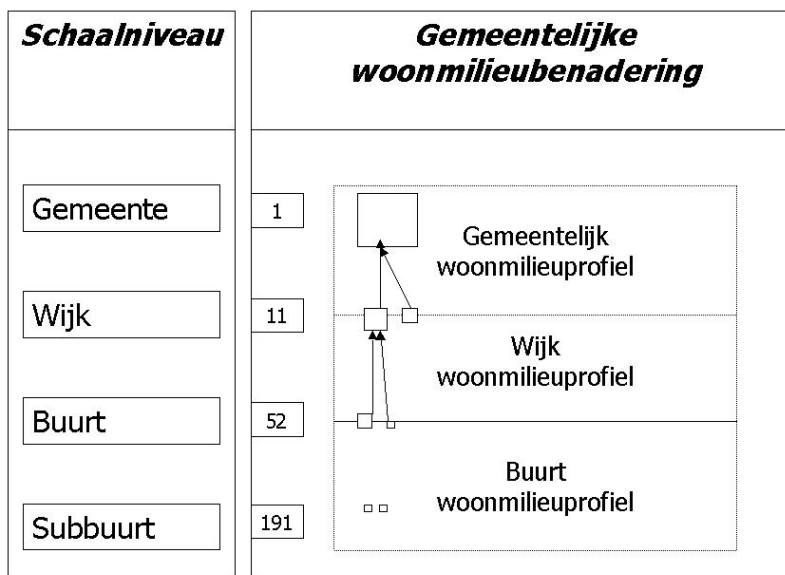 Schaalniveau
Gemeentelijke
woonmilieubenadering
Gemeente
1
Gemeentelijk
woonmilieuprofiel
Wijk
11
Wijk
woonmilieuprofiel
Buurt
52
Buurt
woonmilieuprofiel
Subbuurt
191